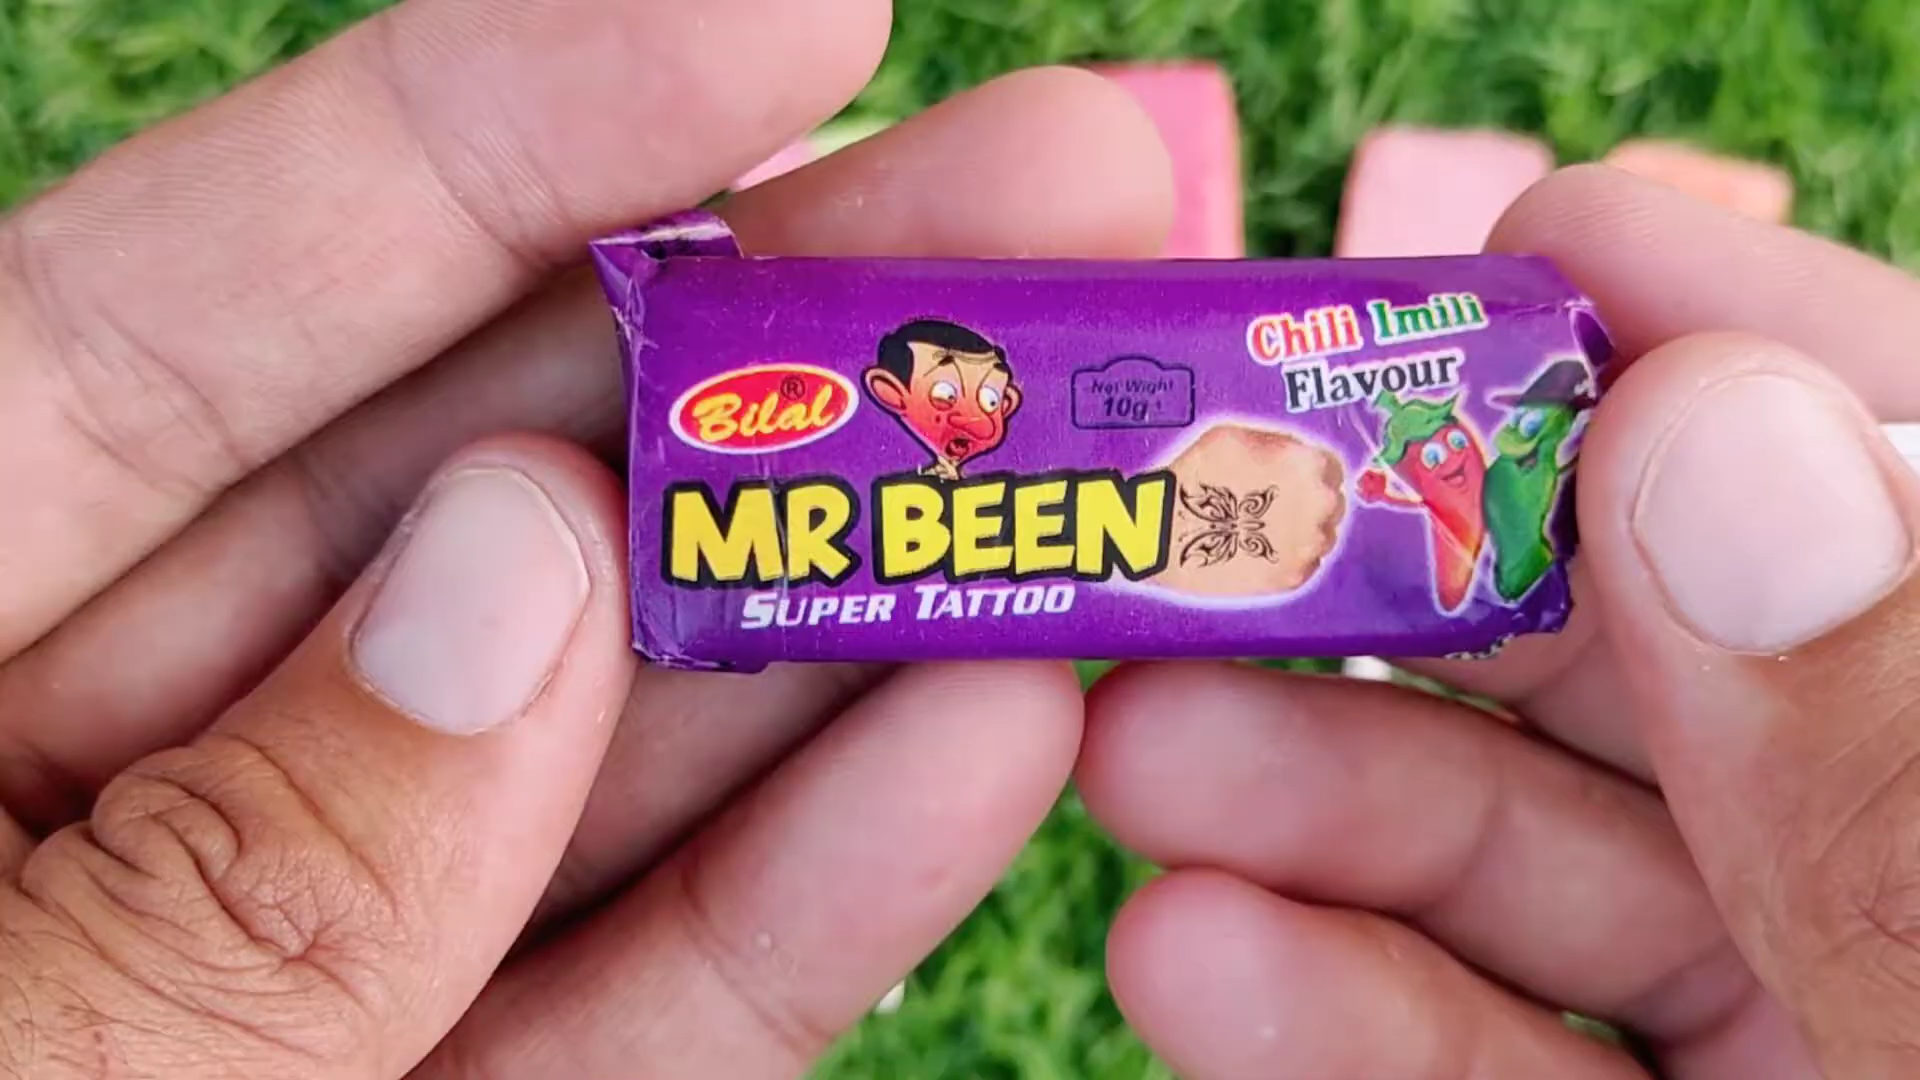 Bilal®
Net Wight
10g
Chili Imili
Flavour
MR BEEN
SUPER TATTOO